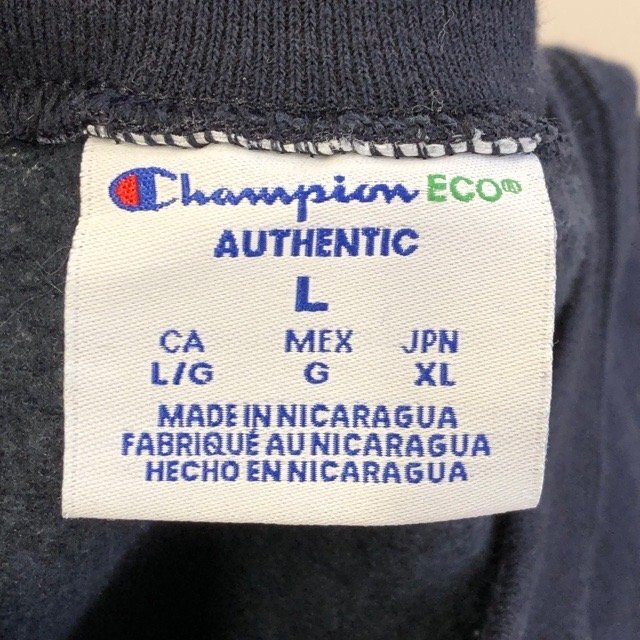 Champion ECO®
AUTHENTIC
L
CA MEX JPN
L/G G XL
MADE IN NICARAGUA
FABRIQUÉ AU NICARAGUA
HECHO EN NICARAGUA